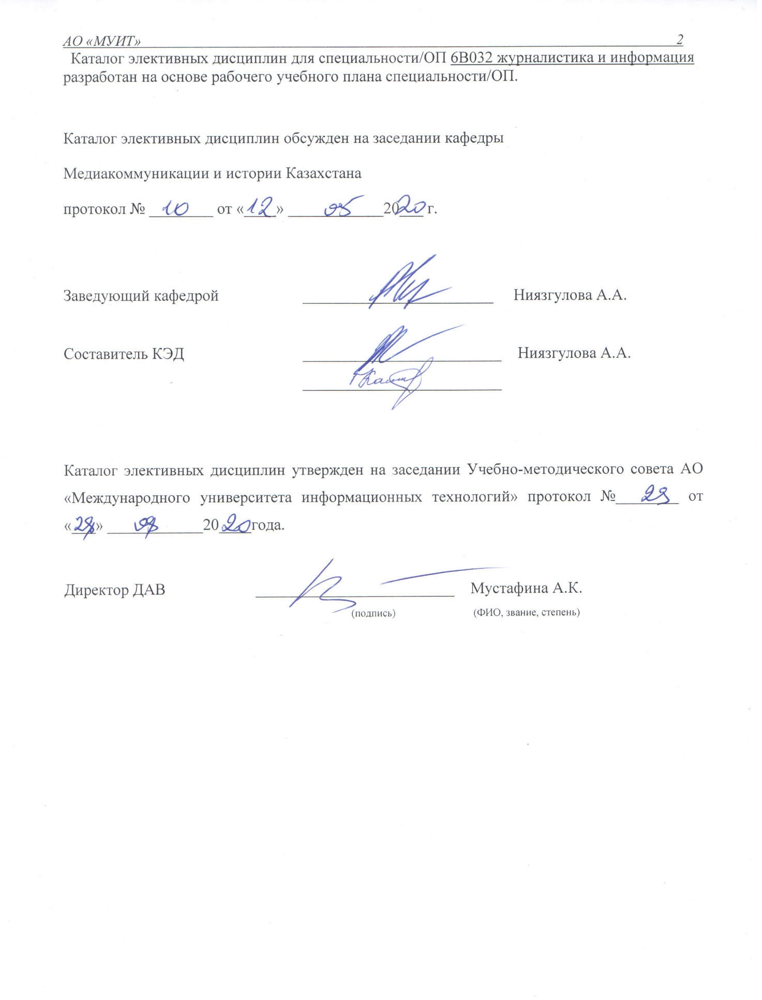 АО «МУИТ» 2
Каталог элективных дисциплин для специальности/ОП 6В032 журналистика и информация
разработан на основе рабочего учебного плана специальности/ОП.
Каталог элективных дисциплин обсужден на заседании кафедры
Медиакоммуникации и истории Казахстана
протокол № 10 от «12» 05 2020 г.
Заведующий кафедрой Ниязгулова А.А.
Составитель КЭД Ниязгулова А.А.
Каталог элективных дисциплин утвержден на заседании Учебно-методического совета АО
«Международного университета информационных технологий» протокол № от
«» 2020 года.
Директор ДАВ Мустафина А.К.
(подпись) (ФИО, звание, степень)